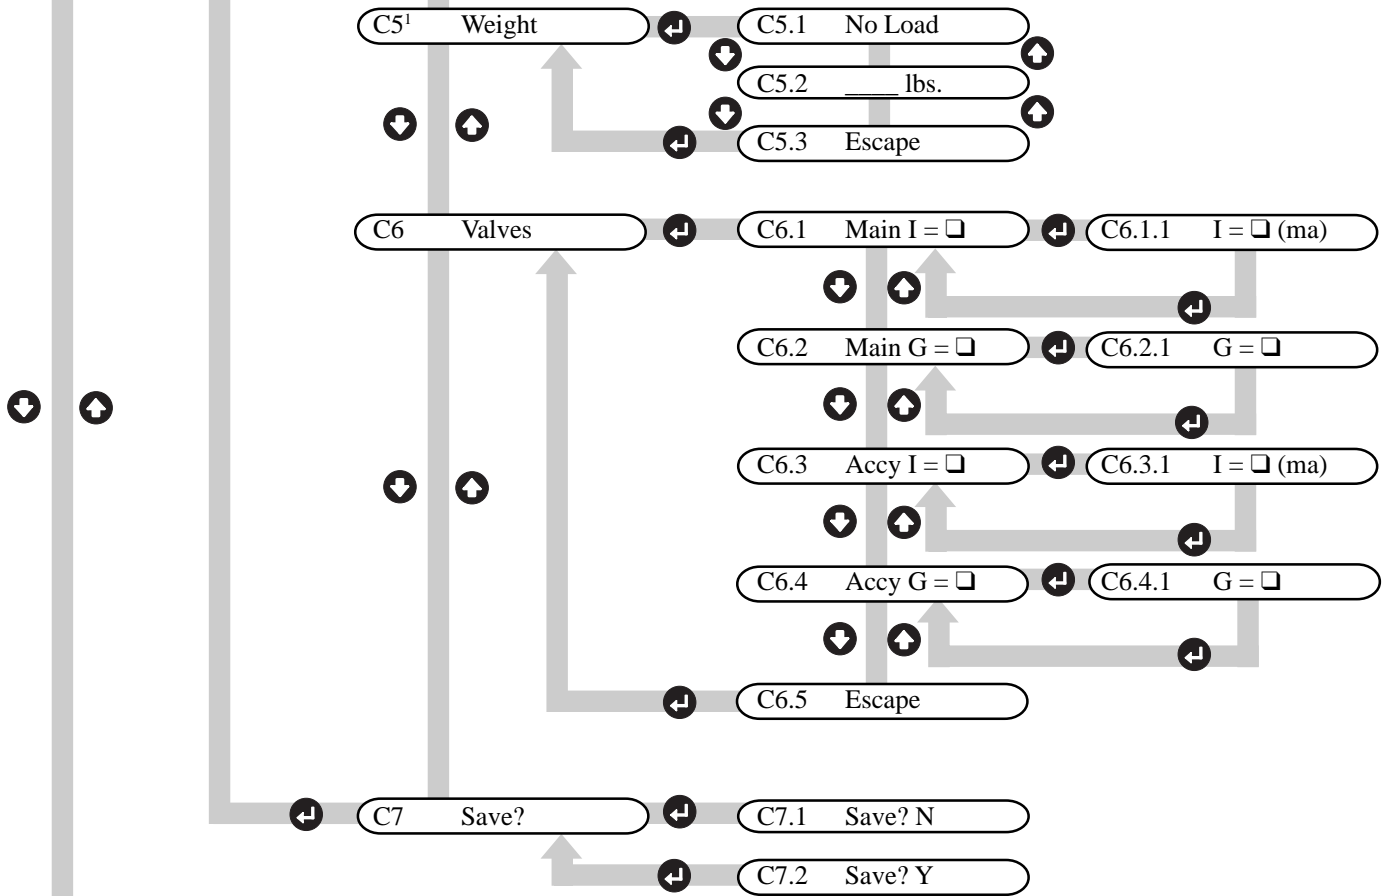 C5¹ Weight
C5.1 No Load
C5.2 ____ lbs.
C5.3 Escape
C6 Valves
C6.1 Main I = ❏
C6.1.1 I = ❏ (ma)
C6.2 Main G = ❏
C6.2.1 G = ❏
C6.3 Accy I = ❏
C6.3.1 I = ❏ (ma)
C6.4 Accy G = ❏
C6.4.1 G = ❏
C6.5 Escape
C7 Save?
C7.1 Save? N
C7.2 Save? Y